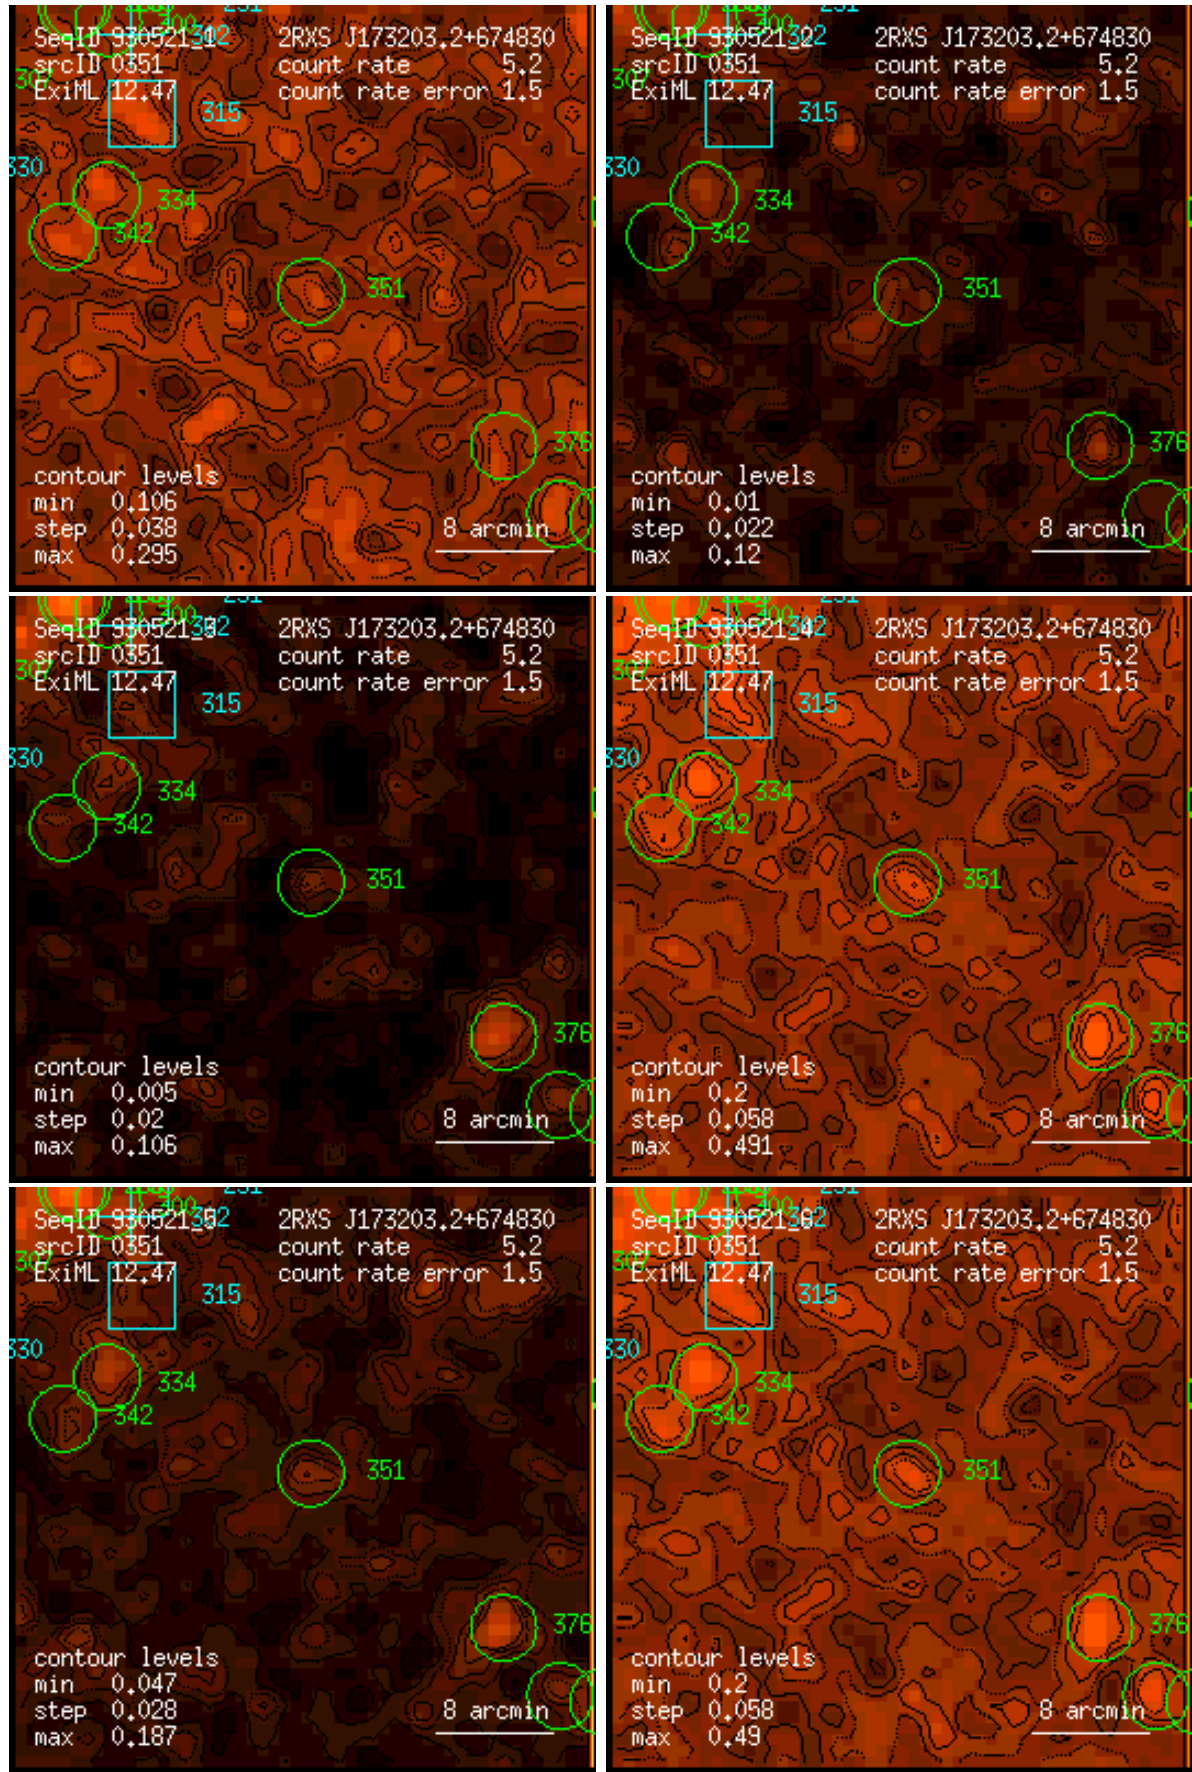 2RXS J173203.2+674830
srcID 0351 count rate 5.2
ExiML 12.47 count rate error 1.5
315
330
334
342
351
376
contour levels
min 0.106
step 0.038 8 arcmin
max 0.295
2RXS J173203.2+674830
srcID 0351 count rate 5.2
ExiML 12.47 count rate error 1.5
315
330
334
342
351
376
contour levels
min 0.01
step 0.022 8 arcmin
max 0.12
2RXS J173203.2+674830
srcID 0351 count rate 5.2
ExiML 12.47 count rate error 1.5
315
330
334
342
351
376
contour levels
min 0.005
step 0.02 8 arcmin
max 0.106
2RXS J173203.2+674830
srcID 0351 count rate 5.2
ExiML 12.47 count rate error 1.5
315
330
334
342
351
376
contour levels
min 0.2
step 0.058 8 arcmin
max 0.491
2RXS J173203.2+674830
srcID 0351 count rate 5.2
ExiML 12.47 count rate error 1.5
315
330
334
342
351
376
contour levels
min 0.047
step 0.028 8 arcmin
max 0.187
2RXS J173203.2+674830
srcID 0351 count rate 5.2
ExiML 12.47 count rate error 1.5
315
330
334
342
351
376
contour levels
min 0.2
step 0.058 8 arcmin
max 0.49